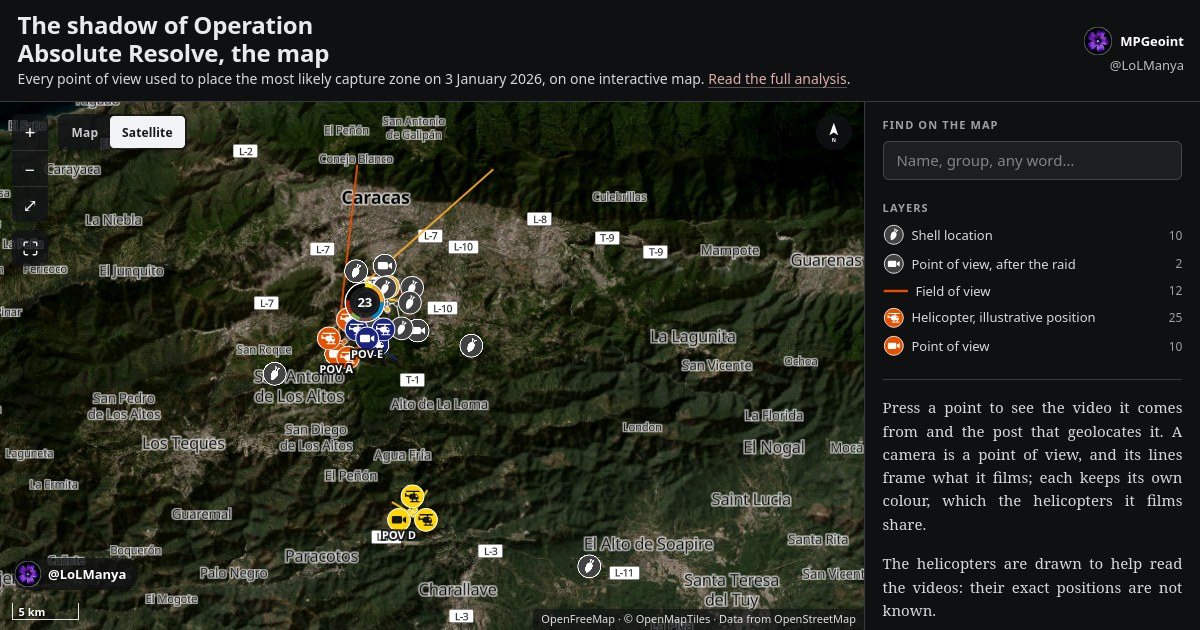 The shadow of Operation
Absolute Resolve, the map
Every point of view used to place the most likely capture zone on 3 January 2026, on one interactive map. Read the full analysis.
MPGeoint
@LoLManya
+
Map
Satellite
−
N
El Peñón
San Antonio
de Galipán
L-2
Conejo Blanco
Carayaca
Caracas
Culebrillas
La Niebla
L-8
L-7
L-7
L-10
T-9
T-9
Mampote
Guarenas
El Junquito
L-7
23
L-10
La Lagunita
San Roque
POV E
POV A
San Vicente
Ochoa
San Antonio
de Los Altos
T-1
San Pedro
de Los Altos
Alto de La Loma
La Florida
London
San Diego
de Los Altos
Los Teques
El Nogal
Laguneta
Agua Fría
El Peñón
La Ermita
Saint Lucia
Guaremal
POV D
Santa Rita
Boquerón
Paracotos
L-3
El Alto de Soapire
@LoLManya
Palo Negro
L-11
San Vicent
Charallave
Santa Teresa
del Tuy
El Mogote
5 km
L-3
OpenFreeMap · © OpenMapTiles · Data from OpenStreetMap
FIND ON THE MAP
Name, group, any word...
LAYERS
Shell location 10
Point of view, after the raid 2
Field of view 10
Helicopter, illustrative position 25
Point of view 10
Press a point to see the video it comes
from and the post that geolocates it. A
camera is a point of view, and its lines
frame what it films; each keeps its own
colour, which the helicopters it films
share.
The helicopters are drawn to help read
the videos: their exact positions are not
known.